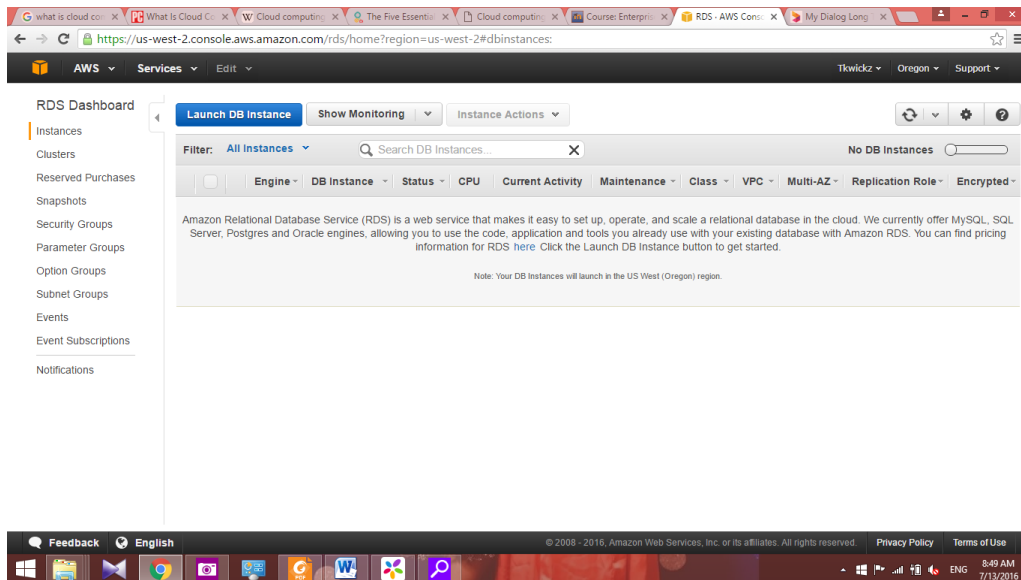 what is cloud con
What Is Cloud Co
Cloud computing
The Five Essentia
Cloud computing
Course: Enterpris
RDS - AWS Conso
My Dialog Long
https://us-west-2.console.aws.amazon.com/rds/home?region=us-west-2#dbinstances:
AWS Services Edit Tkwickz Oregon Support
RDS Dashboard
Instances
Clusters
Reserved Purchases
Snapshots
Security Groups
Parameter Groups
Option Groups
Subnet Groups
Events
Event Subscriptions
Notifications
Launch DB Instance Show Monitoring Instance Actions
Filter: All Instances Search DB Instances... No DB Instances
Engine DB Instance Status CPU Current Activity Maintenance Class VPC Multi-AZ Replication Role Encrypted
Amazon Relational Database Service (RDS) is a web service that makes it easy to set up, operate, and scale a relational database in the cloud. We currently offer MySQL, SQL
Server, Postgres and Oracle engines, allowing you to use the code, application and tools you already use with your existing database with Amazon RDS. You can find pricing
information for RDS here Click the Launch DB Instance button to get started.
Note: Your DB Instances will launch in the US West (Oregon) region.
Feedback English © 2008 - 2016, Amazon Web Services, Inc. or its affiliates. All rights reserved. Privacy Policy Terms of Use
ENG 8:49 AM
7/13/2016